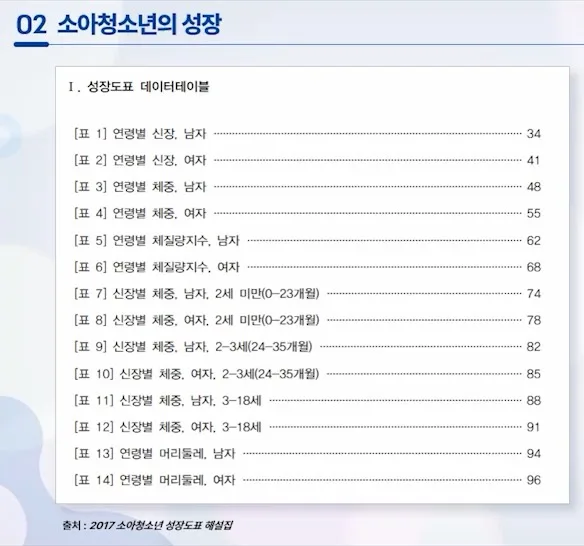 02 소아청소년의 성장
Ⅰ. 성장도표 데이터테이블
[표 1] 연령별 신장, 남자 34
[표 2] 연령별 신장, 여자 41
[표 3] 연령별 체중, 남자 48
[표 4] 연령별 체중, 여자 55
[표 5] 연령별 체질량지수, 남자 62
[표 6] 연령별 체질량지수, 여자 68
[표 7] 신장별 체중, 남자, 2세 미만(0-23개월) 74
[표 8] 신장별 체중, 여자, 2세 미만(0-23개월) 78
[표 9] 신장별 체중, 남자, 2-3세(24-35개월) 82
[표 10] 신장별 체중, 여자, 2-3세(24-35개월) 85
[표 11] 신장별 체중, 남자, 3-18세 88
[표 12] 신장별 체중, 여자, 3-18세 91
[표 13] 연령별 머리둘레, 남자 94
[표 14] 연령별 머리둘레, 여자 96
출처 : 2017 소아청소년 성장도표 해설집